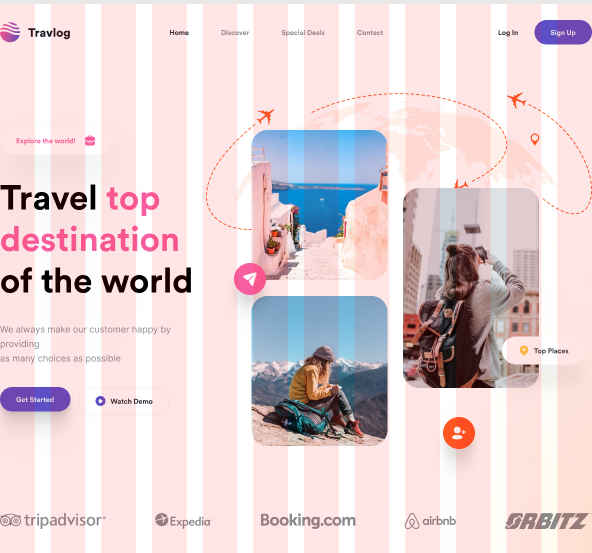 Travlog
Home
Discover
Special Deals
Contact
Log In
Sign Up
Explore the world!
Travel top
destination
of the world
We always make our customer happy by
providing
as many choices as possible
Get Started
Watch Demo
Top Places
tripadvisor
Expedia
Booking.com
airbnb
ORBITZ